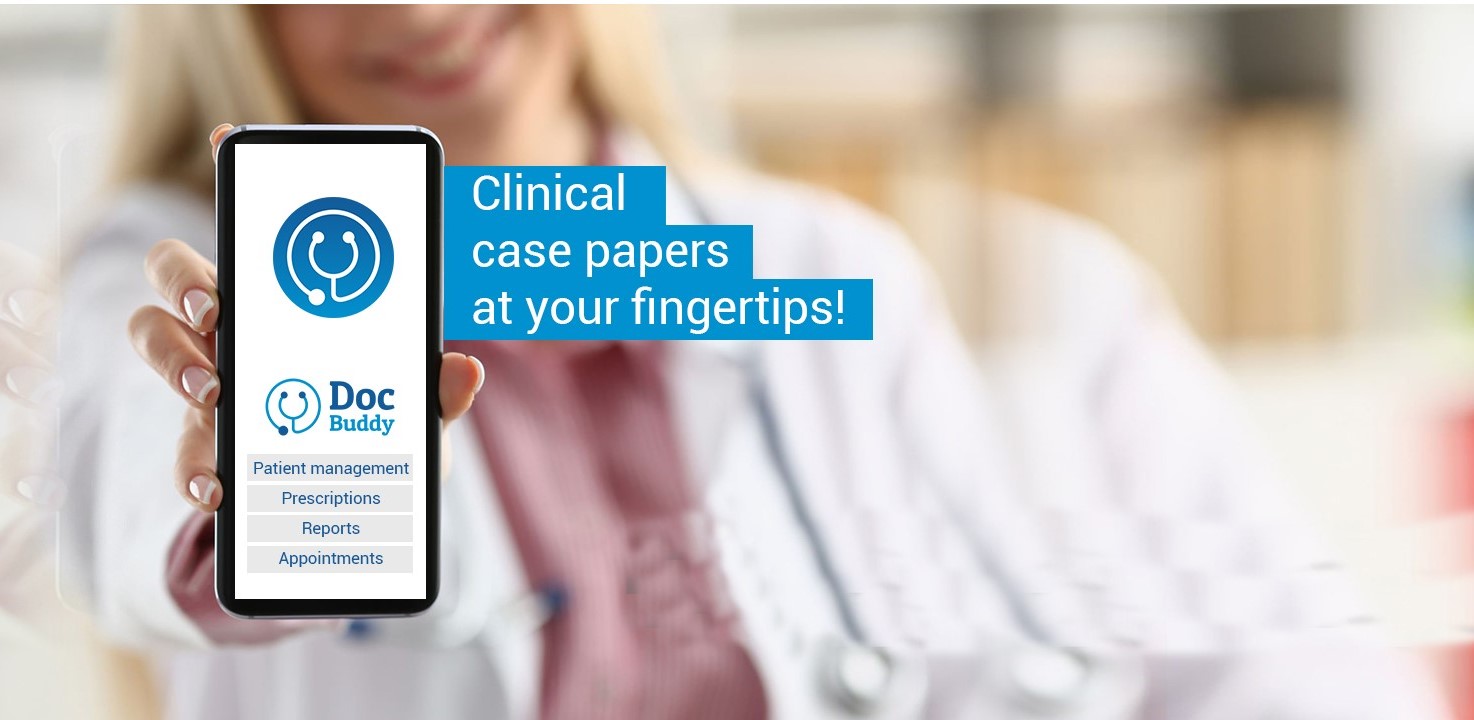 Clinical
case papers
at your fingertips!
Doc
Buddy
Patient management
Prescriptions
Reports
Appointments